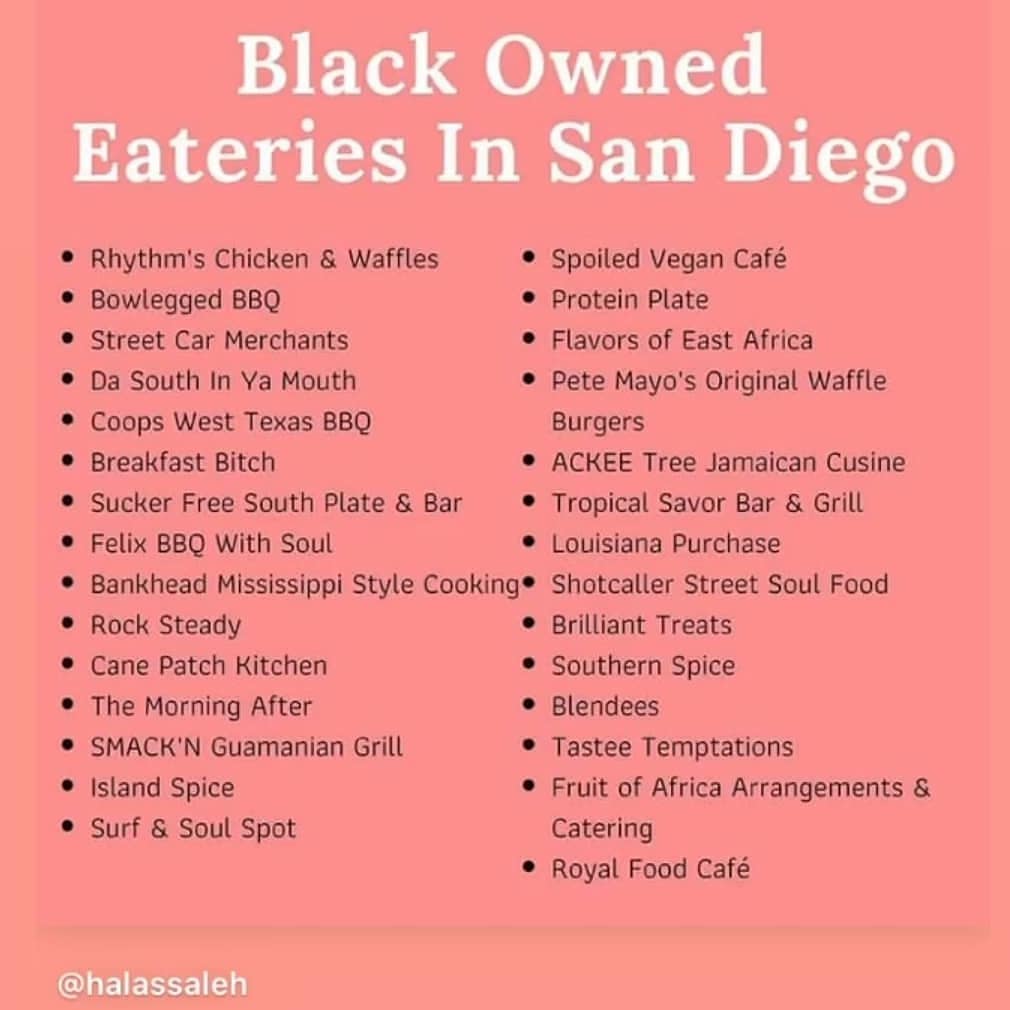 Black Owned
Eateries In San Diego
Rhythm's Chicken & Waffles
Bowlegged BBQ
Street Car Merchants
Da South In Ya Mouth
Coops West Texas BBQ
Breakfast Bitch
Sucker Free South Plate & Bar
Felix BBQ With Soul
Bankhead Mississippi Style Cooking
Rock Steady
Cane Patch Kitchen
The Morning After
SMACK'N Guamanian Grill
Island Spice
Surf & Soul Spot
Spoiled Vegan Café
Protein Plate
Flavors of East Africa
Pete Mayo's Original Waffle
Burgers
ACKEE Tree Jamaican Cusine
Tropical Savor Bar & Grill
Louisiana Purchase
Shotcaller Street Soul Food
Brilliant Treats
Southern Spice
Blendees
Tastee Temptations
Fruit of Africa Arrangements &
Catering
Royal Food Café
@halassaleh